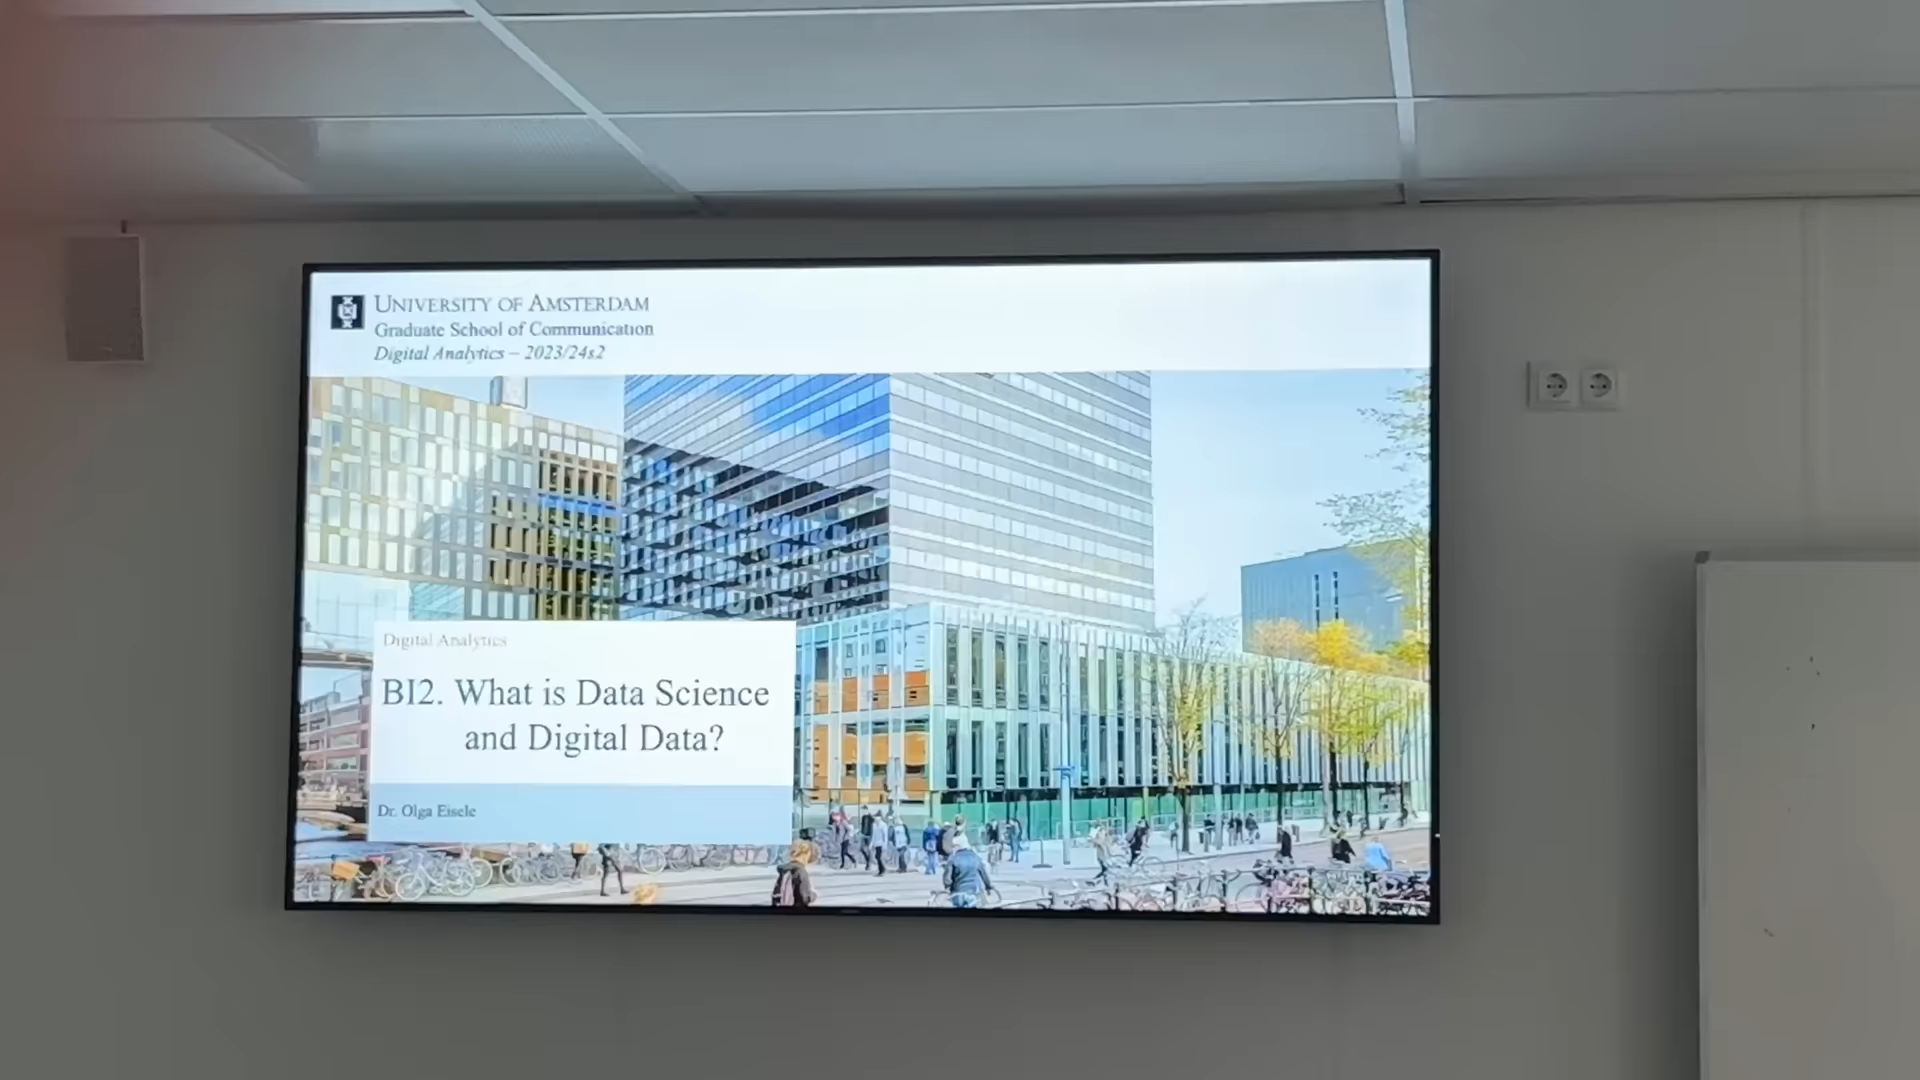 UNIVERSITY OF AMSTERDAM
Graduate School of Communication
Digital Analytics – 2023/24s2
Digital Analytics
BI2. What is Data Science
and Digital Data?
Dr. Olga Eisele